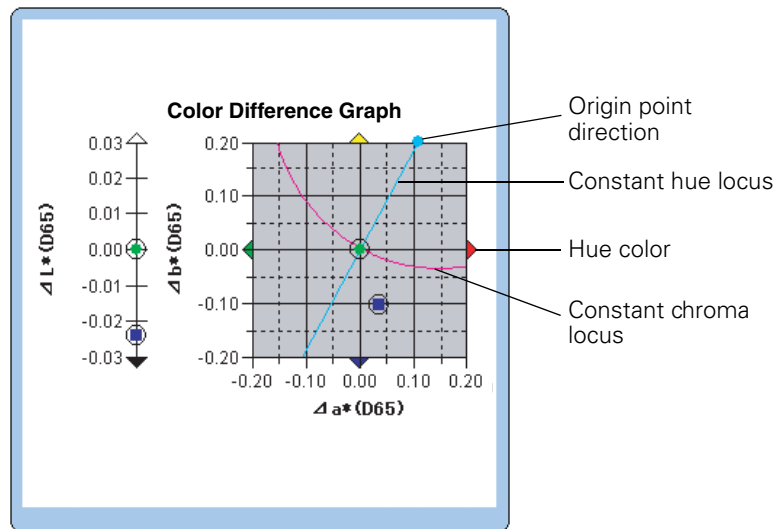 Color Difference Graph
⊿ L* (D65)
0.03
0.02
0.01
0.00
-0.01
-0.02
-0.03
⊿ b* (D65)
0.20
0.10
0.00
-0.10
-0.20
-0.20 -0.10 0.00 0.10 0.20
⊿ a* (D65)
Origin point
direction
Constant hue locus
Hue color
Constant chroma
locus